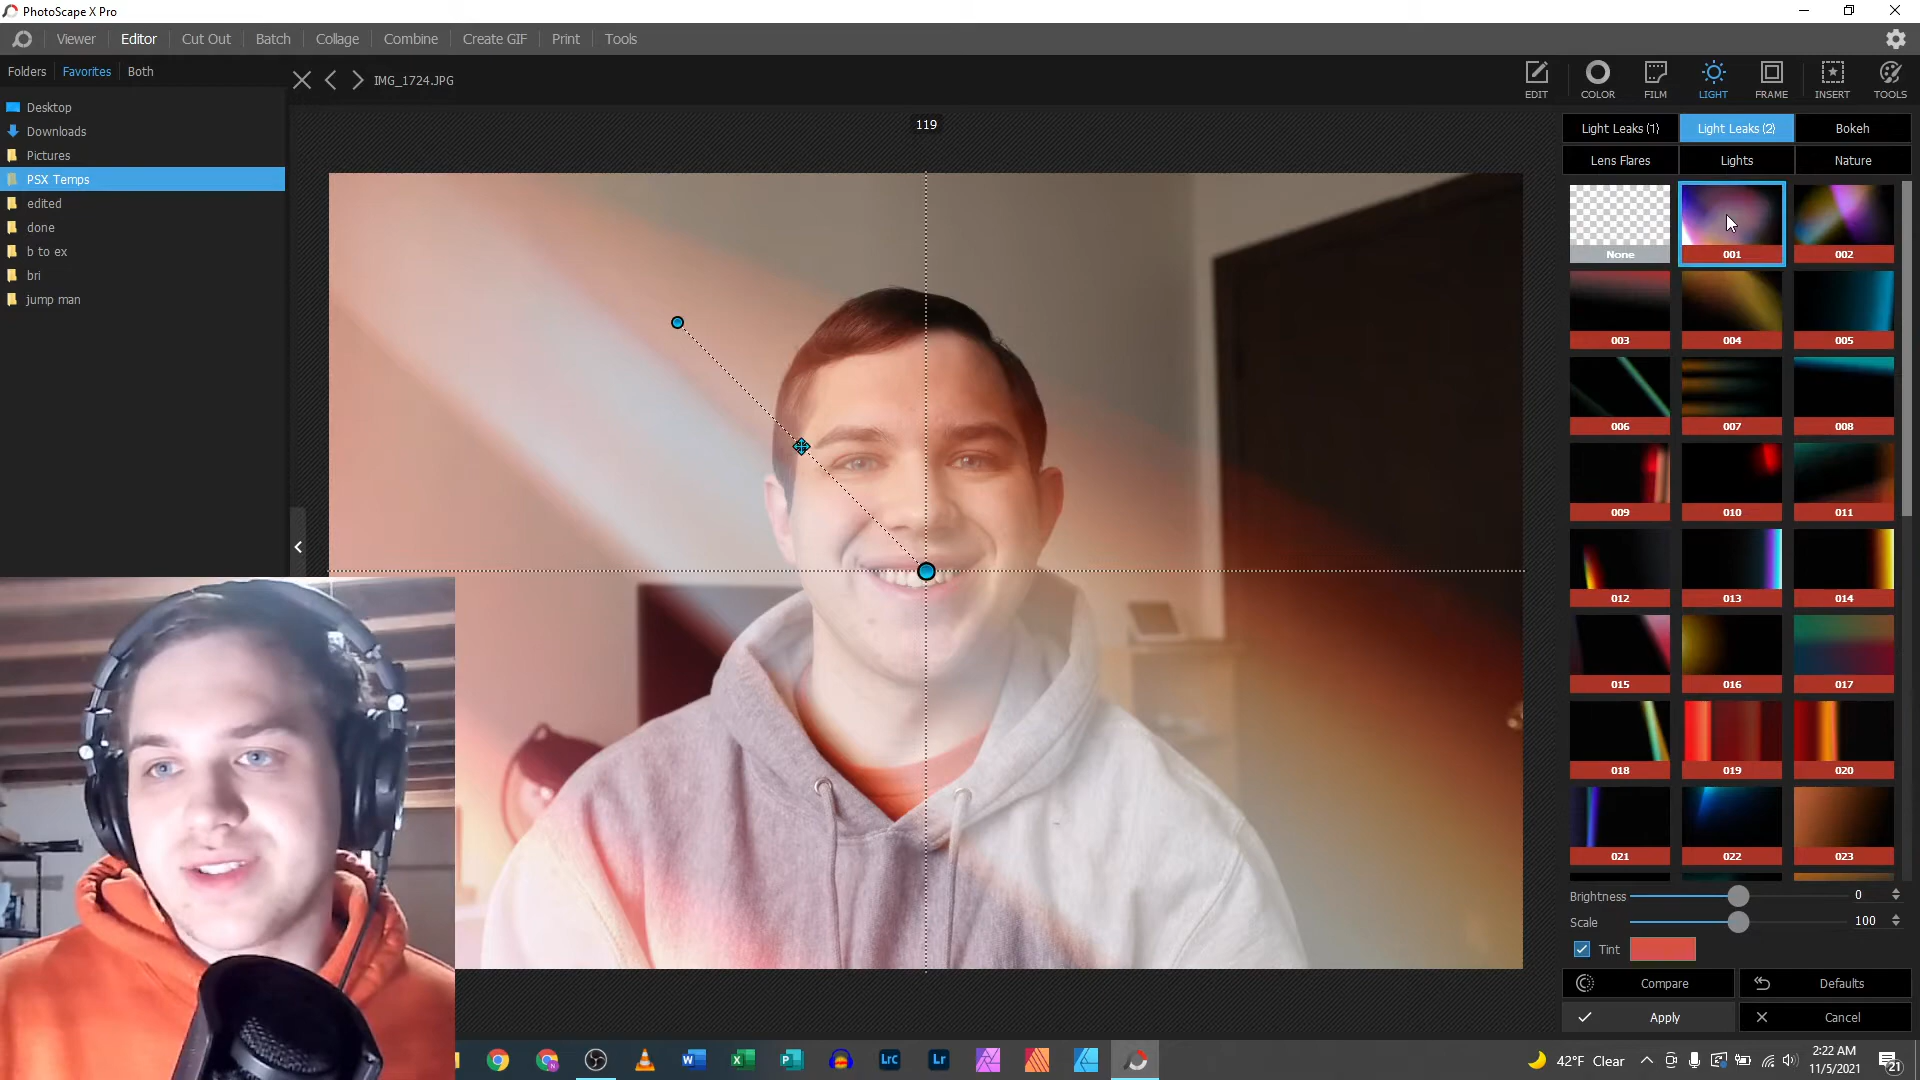 PhotoScape X Pro
Viewer Editor Cut Out Batch Collage Combine Create GIF Print Tools
Folders Favorites Both
IMG_1724.JPG
EDIT COLOR FILM LIGHT FRAME INSERT TOOLS
Desktop
Downloads
Pictures
PSX Temps
edited
done
b to ex
bri
jump man
119
Light Leaks (1) Light Leaks (2) Bokeh
Lens Flares Lights Nature
None 001 002
003 004 005
006 007 008
009 010 011
012 013 014
015 016 017
018 019 020
021 022 023
Brightness 0
Scale 100
Tint
Compare Defaults
Apply Cancel
LrC Lr
42°F Clear
2:22 AM
11/5/2021
21